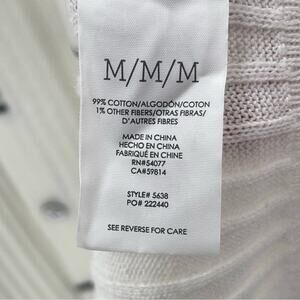 M/M/M
99% COTTON/ALGODÓN/COTON
1% OTHER FIBERS/OTRAS FIBRAS/
D'AUTRES FIBRES
MADE IN CHINA
HECHO EN CHINA
FABRIQUÉ EN CHINE
RN#54077
CA#59814
STYLE# 5638
PO# 222440
SEE REVERSE FOR CARE